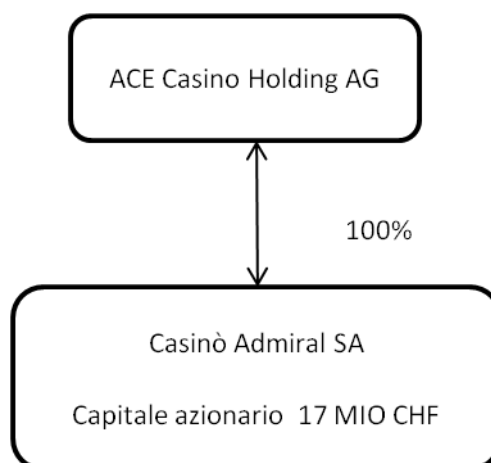 ACE Casino Holding AG
100%
Casinò Admiral SA
Capitale azionario 17 MIO CHF